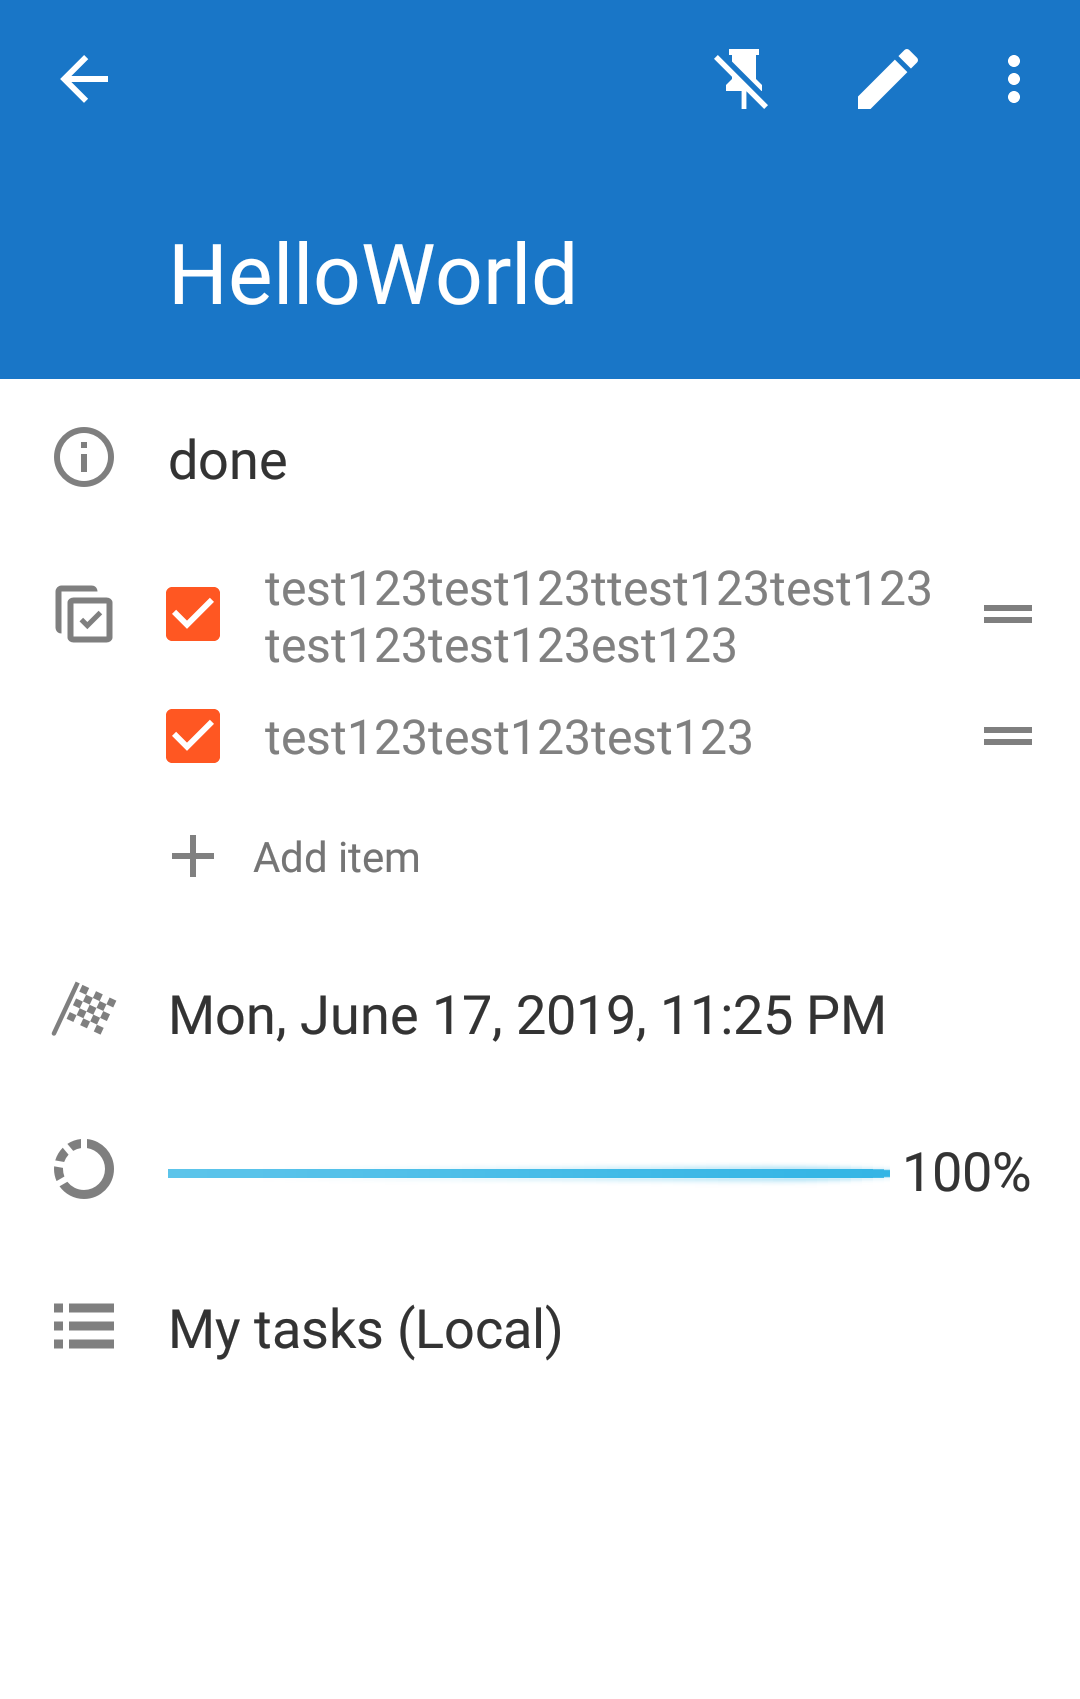 HelloWorld
done
test123test123ttest123test123
test123test123est123
test123test123test123
Add item
Mon, June 17, 2019, 11:25 PM
100%
My tasks (Local)